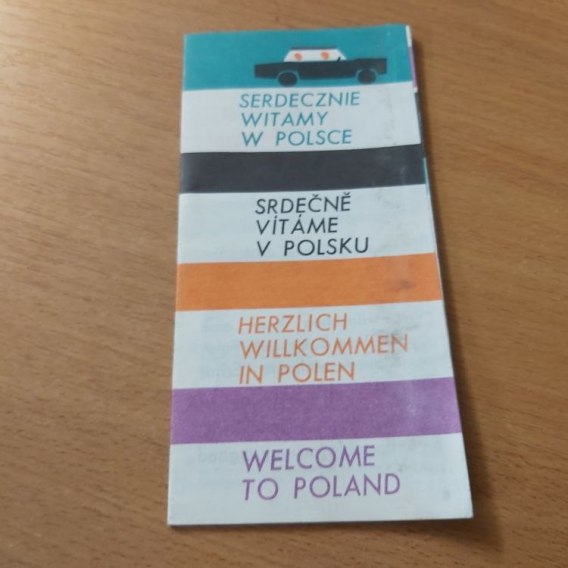 SERDECZNIE
WITAMY
W POLSCE
SRDEČNĚ
VÍTÁME
V POLSKU
HERZLICH
WILLKOMMEN
IN POLEN
WELCOME
TO POLAND